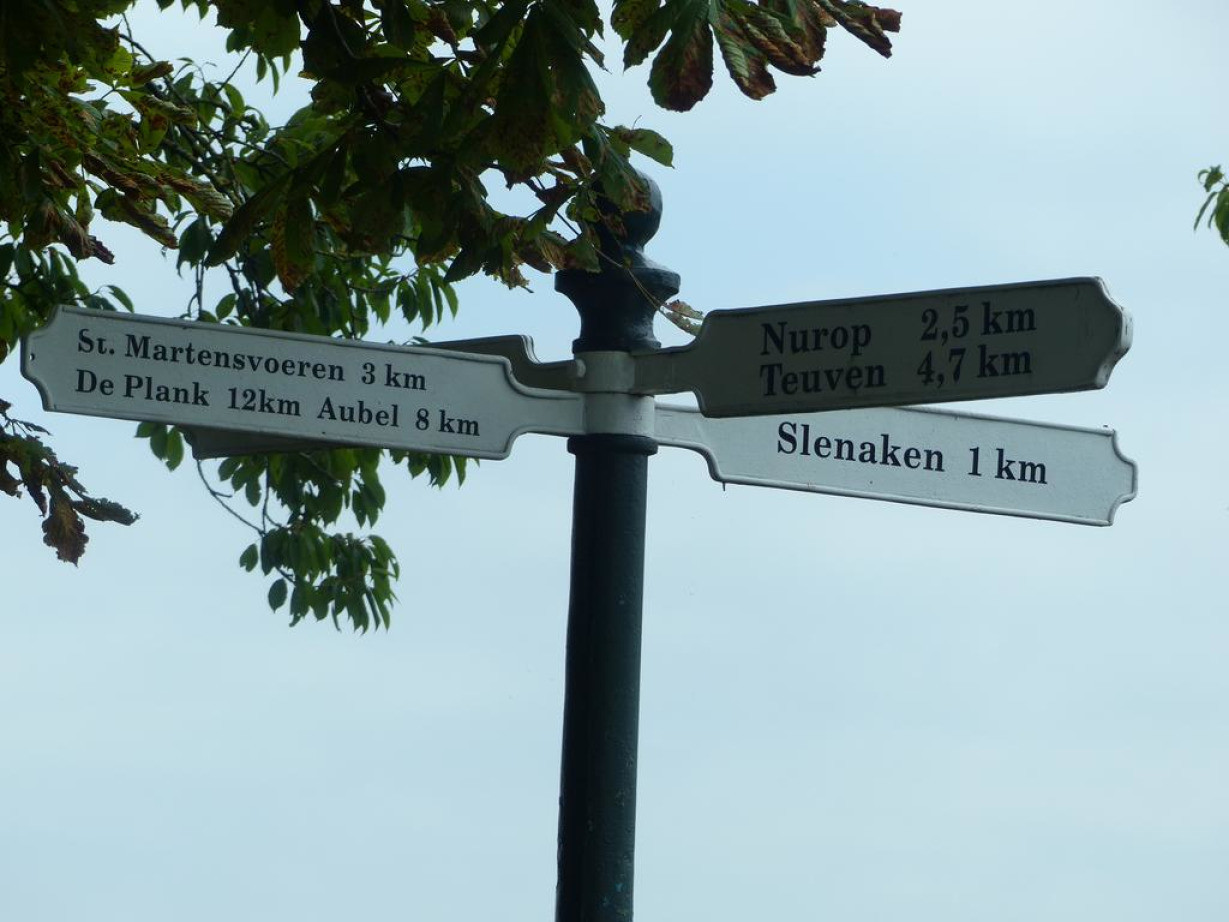 St. Martensvoeren 3 km
De Plank 12km Aubel 8 km
Nurop 2,5 km
Teuven 4,7 km
Slenaken 1 km